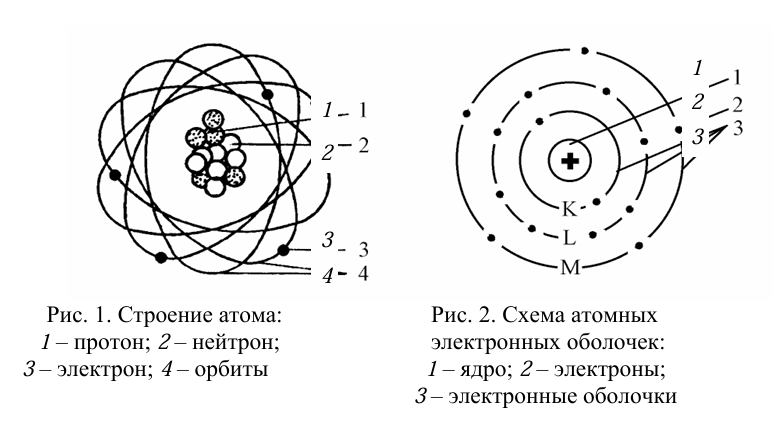 1 1
2 2
3 3
4 4
Рис. 1. Строение атома:
1 – протон; 2 – нейтрон;
3 – электрон; 4 – орбиты
1 1
2 2
3 3
K
L
M
Рис. 2. Схема атомных
электронных оболочек:
1 – ядро; 2 – электроны;
3 – электронные оболочки